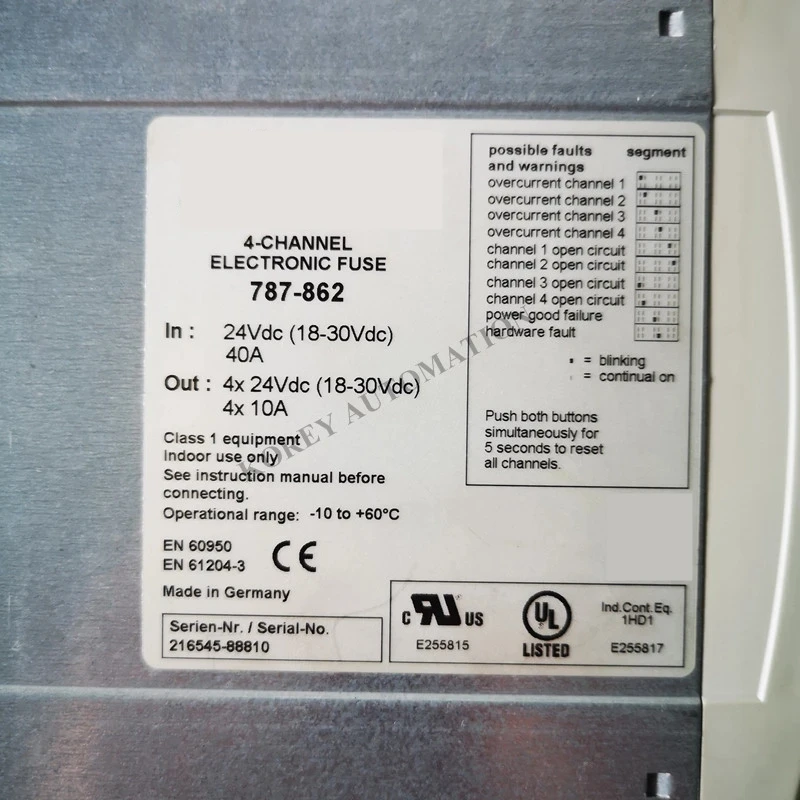 4-CHANNEL
ELECTRONIC FUSE
787-862
In : 24Vdc (18-30Vdc)
40A
Out : 4x 24Vdc (18-30Vdc)
4x 10A
Class 1 equipment
Indoor use only
See instruction manual before
connecting.
Operational range: -10 to +60°C
EN 60950
EN 61204-3
CE
Made in Germany
Serien-Nr. / Serial-No.
216545-88810
possible faults segment
and warnings
overcurrent channel 1
overcurrent channel 2
overcurrent channel 3
overcurrent channel 4
channel 1 open circuit
channel 2 open circuit
channel 3 open circuit
channel 4 open circuit
power good failure
hardware fault
= blinking
= continual on
Push both buttons
simultaneously for
5 seconds to reset
all channels.
c RU US
E255815
UL
LISTED
Ind.Cont.Eq.
1HD1
E255817
KOREY AUTOMATION